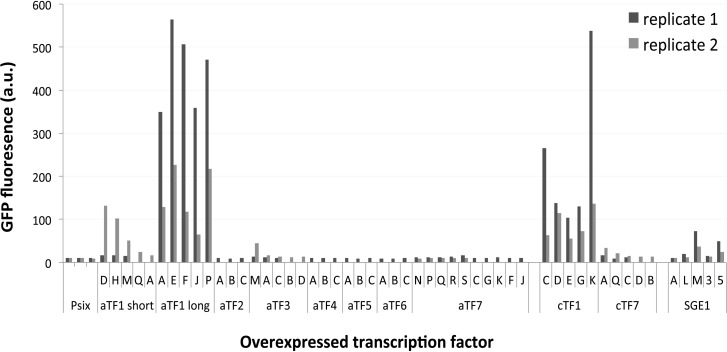 600
500
400
300
200
100
0
GFP fluoresence (a.u.)
replicate 1
replicate 2
D H M Q A A E F J P A B C M A C B D A B C A B C A B C N P Q R S C G K F J C D E G K A Q C D B A L M 3 5
Psix aTF1 short aTF1 long aTF2 aTF3 aTF4 aTF5 aTF6 aTF7 cTF1 cTF7 SGE1
Overexpressed transcription factor